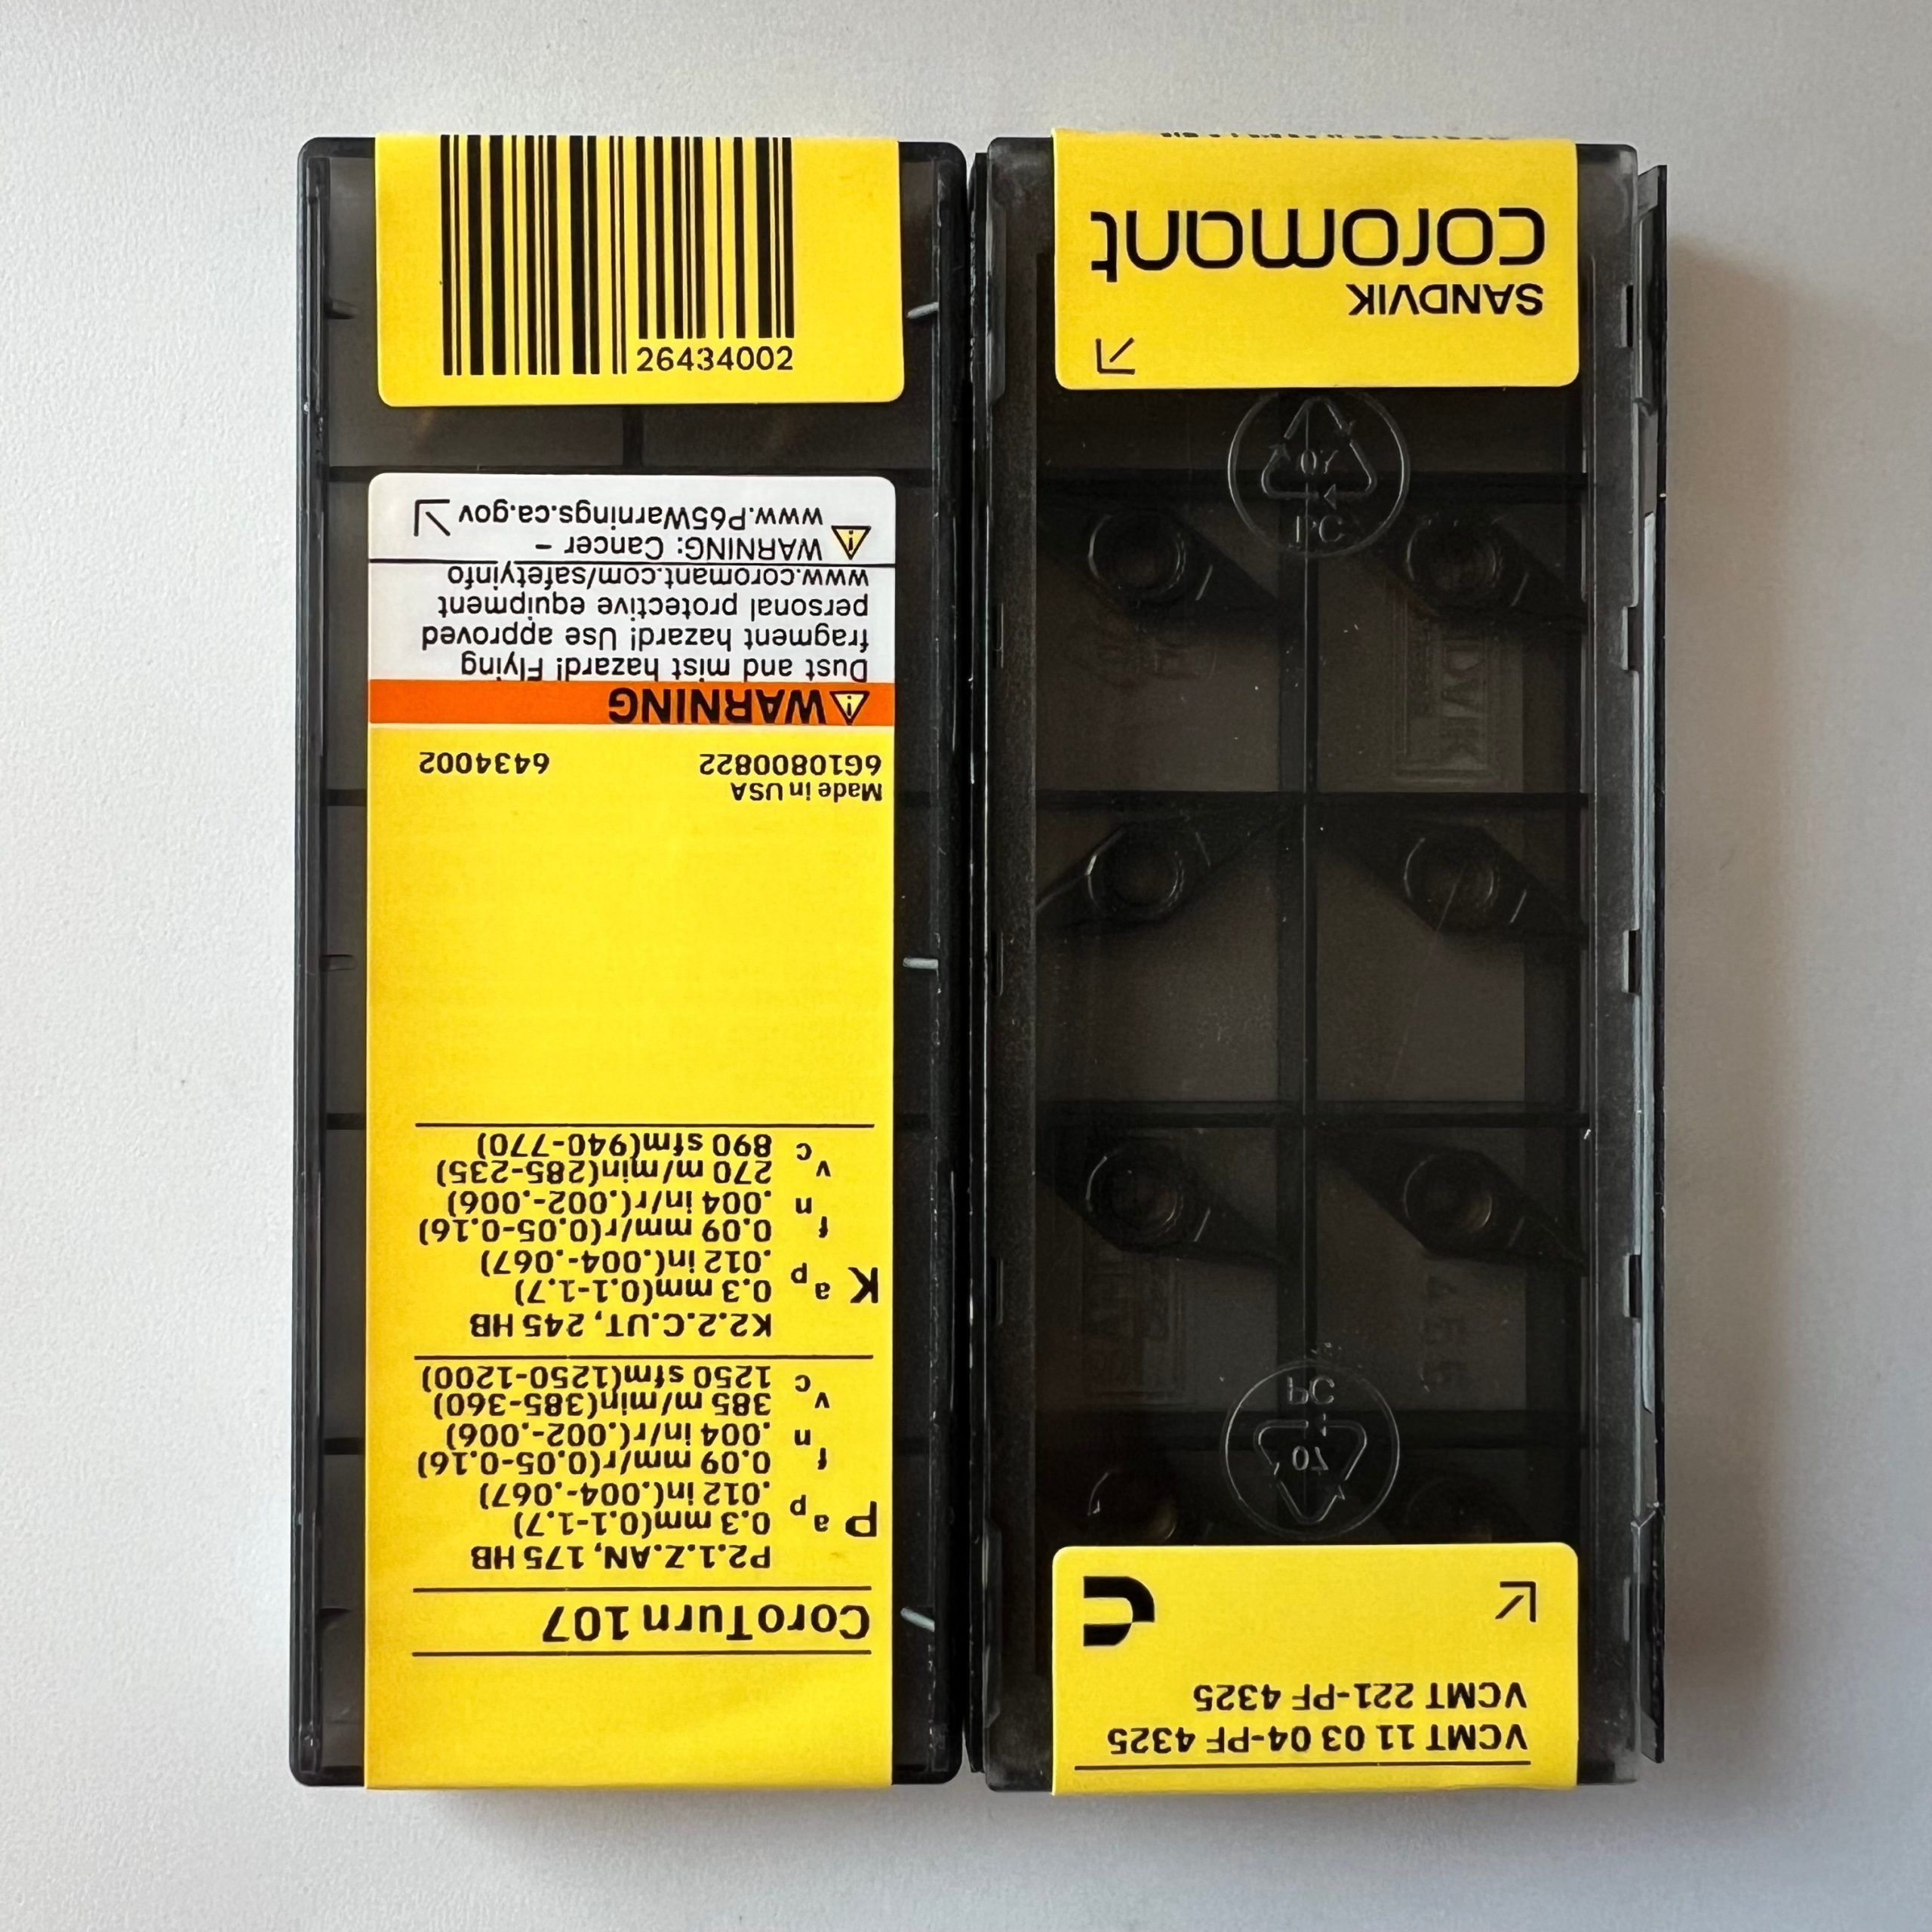 SANDVIK
coromant
VCMT 11 03 04-PF 4325
VCMT 221-PF 4325
PC
07
07
PC
CoroTurn 107
P2.1.Z.AN, 175 HB
P ap 0.3 mm(0.1-1.7)
.012 in(.004-.067)
fn 0.09 mm/r(0.05-0.16)
.004 in/r(.002-.006)
vc 385 m/min(385-360)
1250 sfm(1250-1200)
K2.2.C.UT, 245 HB
K ap 0.3 mm(0.1-1.7)
.012 in(.004-.067)
fn 0.09 mm/r(0.05-0.16)
.004 in/r(.002-.006)
vc 270 m/min(285-235)
890 sfm(940-770)
Made in USA
6G10800822 6434002
WARNING
Dust and mist hazard! Flying
fragment hazard! Use approved
personal protective equipment
www.coromant.com/safetyinfo
WARNING: Cancer -
www.P65Warnings.ca.gov
26434002